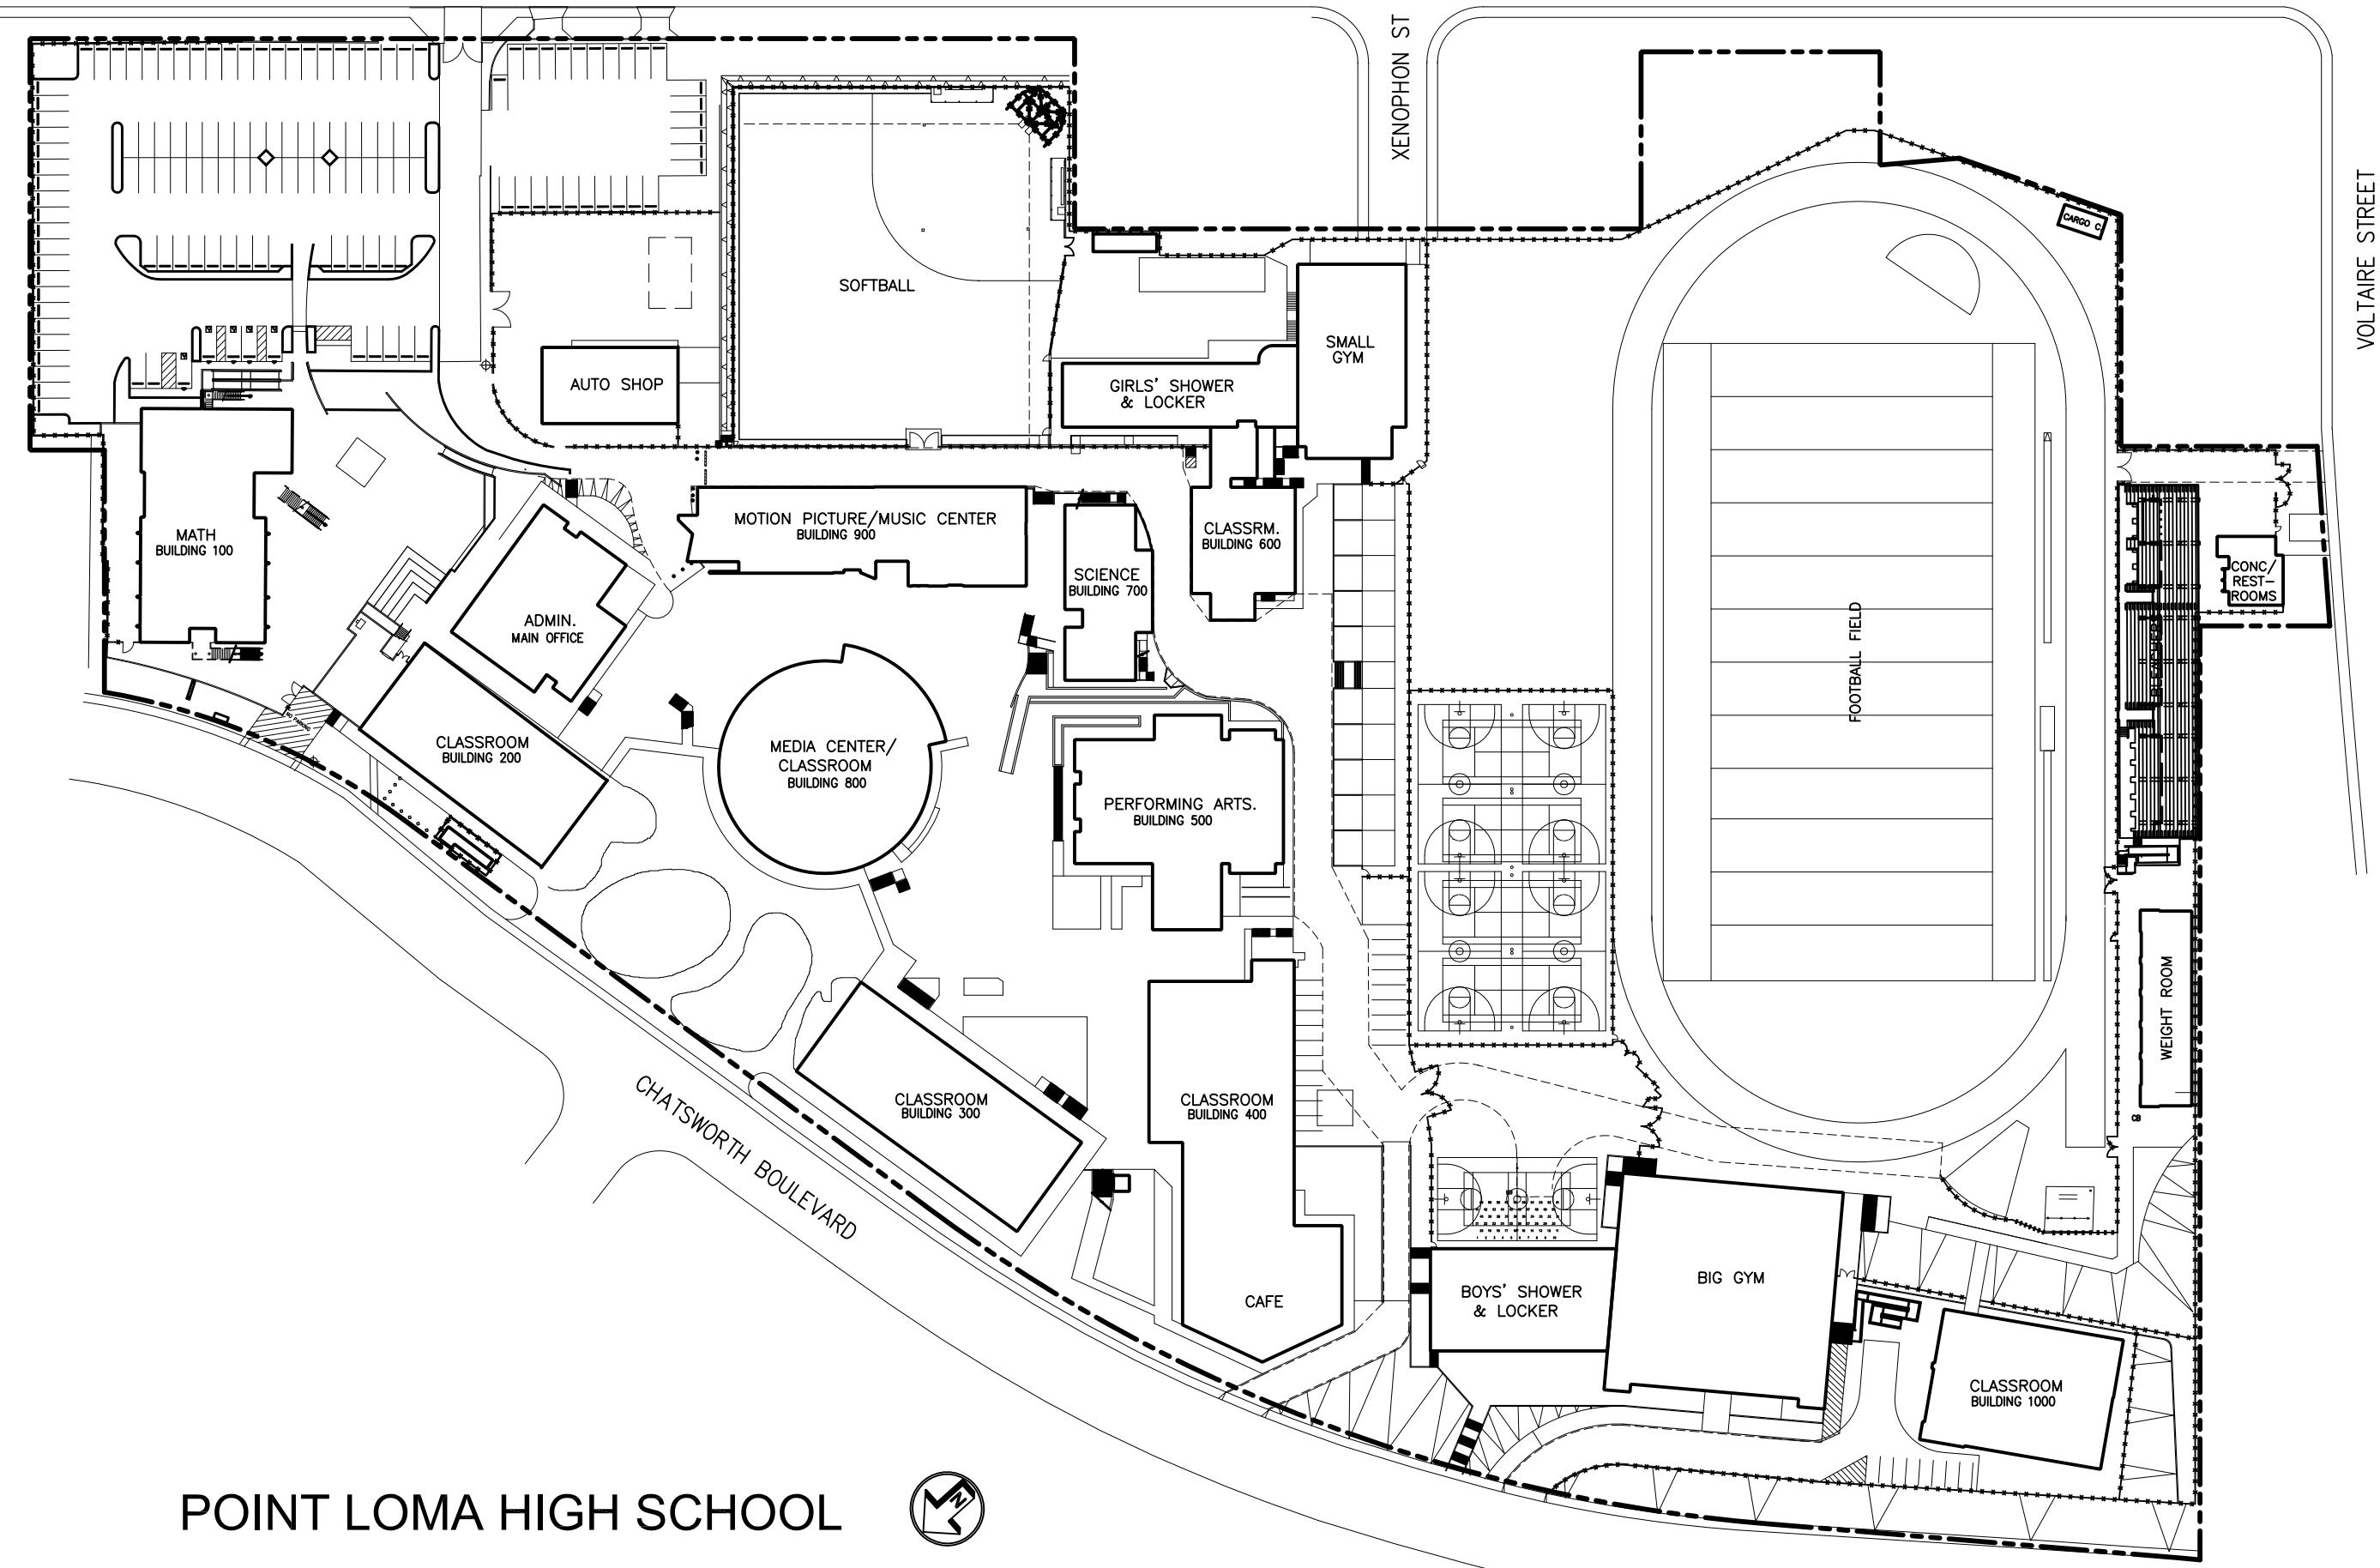 XENOPHON ST
VOLTAIRE STREET
CARGO C
SOFTBALL
SMALL
GYM
AUTO SHOP
GIRLS' SHOWER
& LOCKER
MATH
BUILDING 100
MOTION PICTURE/MUSIC CENTER
BUILDING 900
CLASSRM.
BUILDING 600
SCIENCE
BUILDING 700
CONC/
REST-
ROOMS
ADMIN.
MAIN OFFICE
FOOTBALL FIELD
NO PARKING
CLASSROOM
BUILDING 200
MEDIA CENTER/
CLASSROOM
BUILDING 800
PERFORMING ARTS.
BUILDING 500
WEIGHT ROOM
CB
CLASSROOM
BUILDING 300
CLASSROOM
BUILDING 400
CHATSWORTH BOULEVARD
CAFE
BOYS' SHOWER
& LOCKER
BIG GYM
CLASSROOM
BUILDING 1000
POINT LOMA HIGH SCHOOL
N